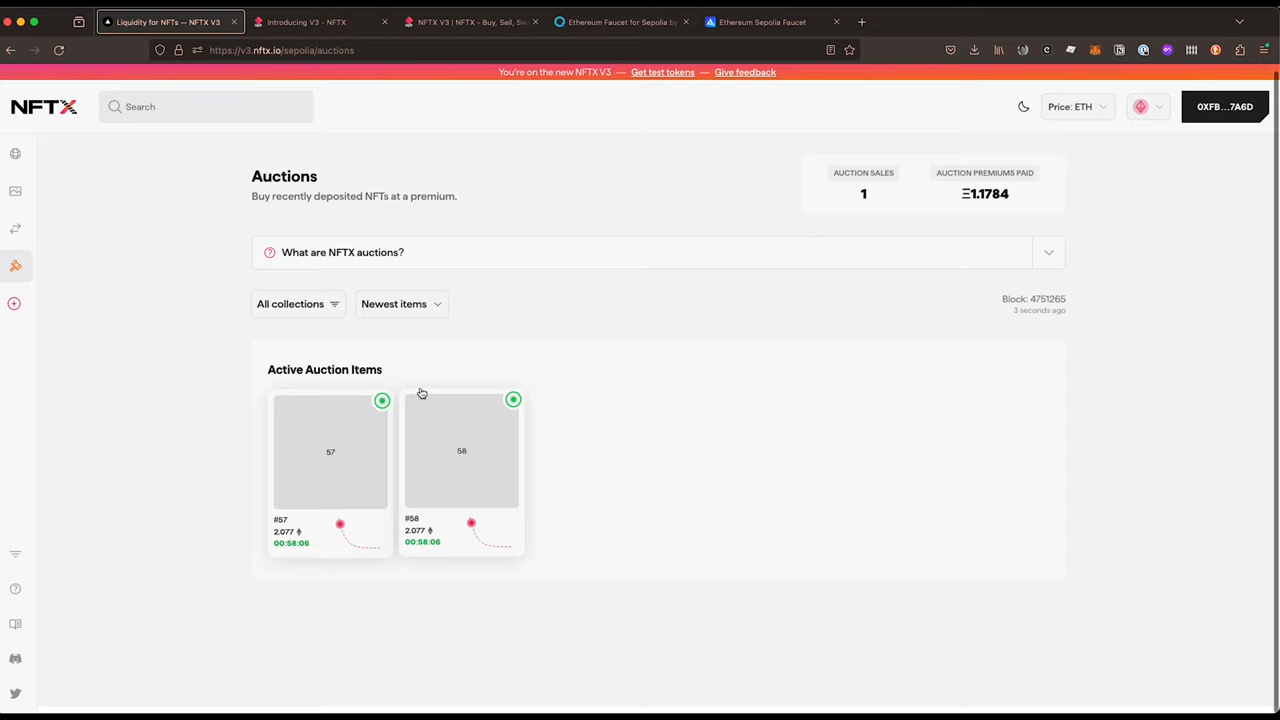 Liquidity for NFTs — NFTX V3
Introducing V3 - NFTX
NFTX V3 | NFTX - Buy, Sell, Sw
Ethereum Faucet for Sepolia by
Ethereum Sepolia Faucet
https://v3.nftx.io/sepolia/auctions
You're on the new NFTX V3 — Get test tokens — Give feedback
NFTX
Search
Price: ETH
0XFB...7A6D
Auctions
Buy recently deposited NFTs at a premium.
AUCTION SALES
1
AUCTION PREMIUMS PAID
Ξ1.1784
What are NFTX auctions?
All collections
Newest items
Block: 4751265
3 seconds ago
Active Auction Items
57
#57
2.077
00:58:06
58
#58
2.077
00:58:06